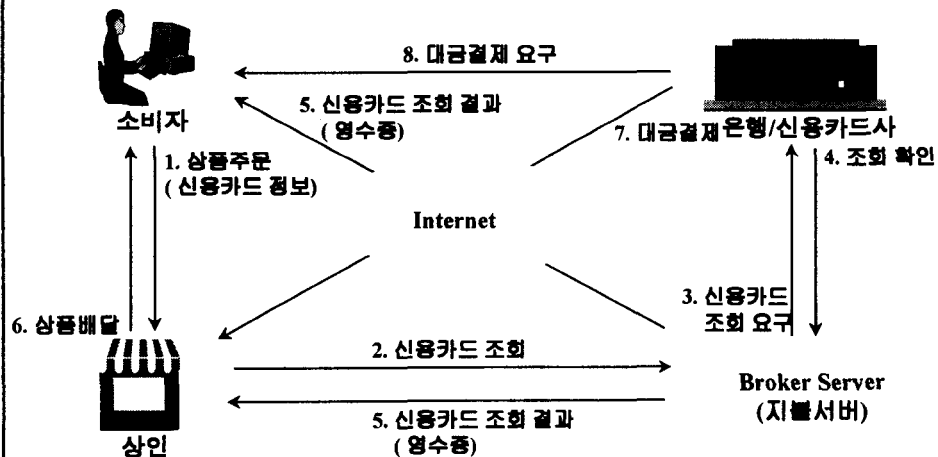 8. 대금결제 요구
5. 신용카드 조회 결과
( 영수증)
소비자
7. 대금결제
은행/신용카드사
1. 상품주문
( 신용카드 정보)
4. 조회 확인
Internet
3. 신용카드
조회 요구
6. 상품배달
2. 신용카드 조회
Broker Server
(지불서버)
5. 신용카드 조회 결과
( 영수증)
상인